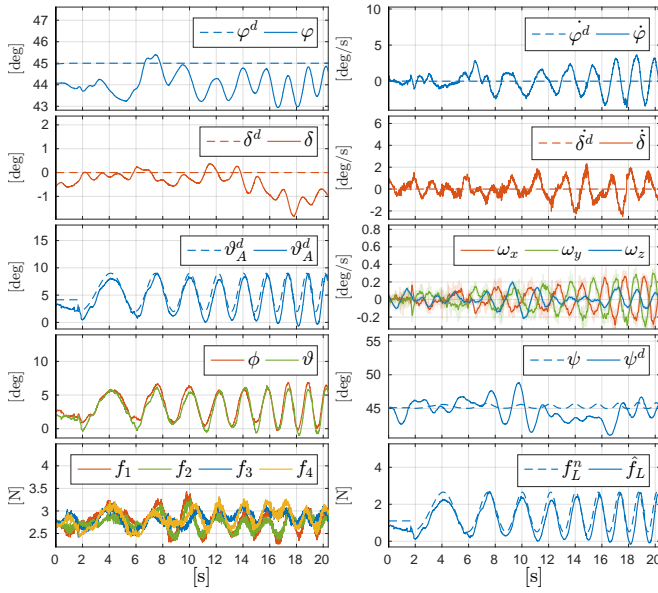 [deg] 47 46 45 44 43 φ^d φ
[deg/s] 10 5 0 φ̇^d φ̇
[deg] 2 1 0 -1 δ^d δ
[deg/s] 6 4 2 0 -2 δ̇^d δ̇
[deg] 15 10 5 0 ϑ_A^d ϑ_A^d
[deg/s] 0.8 0.6 0.4 0.2 0 -0.2 ω_x ω_y ω_z
[deg] 10 5 0 ϕ ϑ
[deg] 55 50 45 40 ψ ψ^d
[N] 4 3.5 3 2.5 f_1 f_2 f_3 f_4
[N] 4 2 0 f_L^n f̂_L
0 2 4 6 8 10 12 14 16 18 20
0 2 4 6 8 10 12 14 16 18 20
[s]
[s]